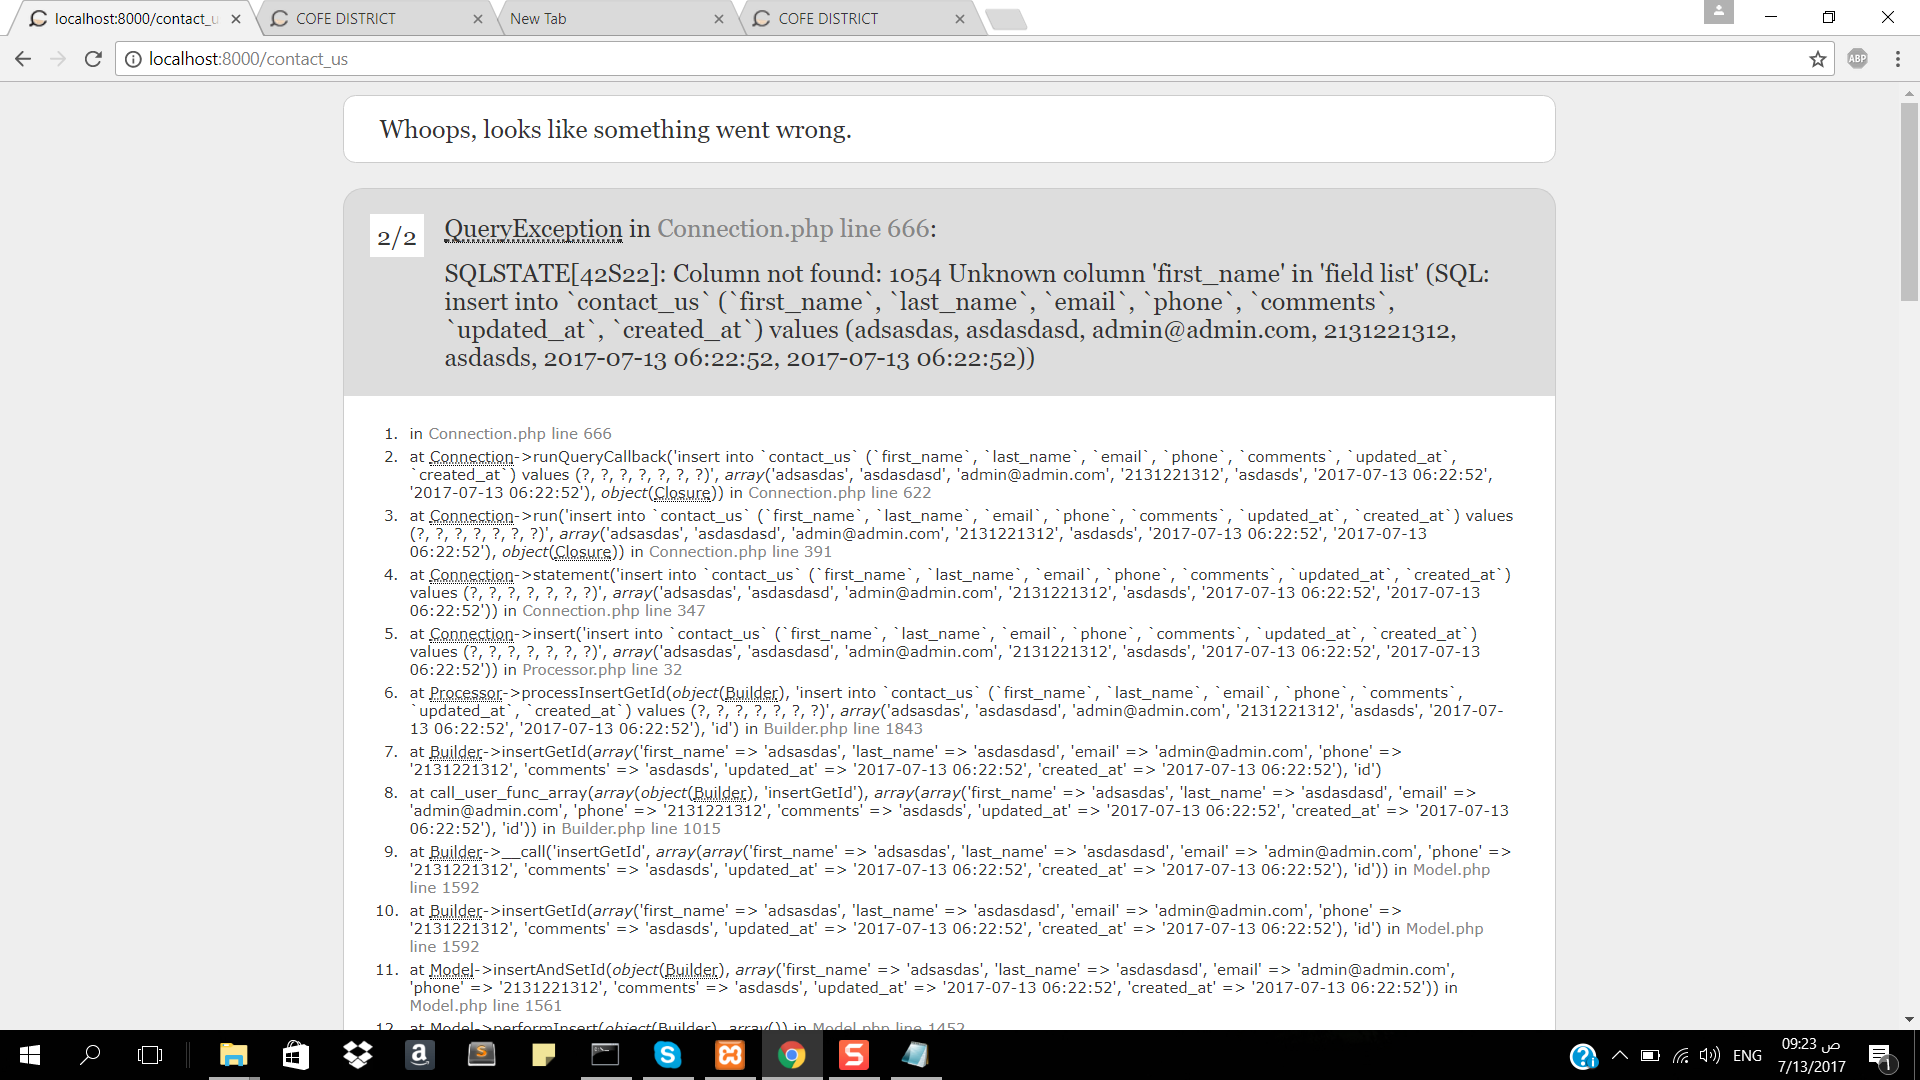 localhost:8000/contact_u
COFE DISTRICT
New Tab
COFE DISTRICT
localhost:8000/contact_us
ABP
Whoops, looks like something went wrong.
2/2
QueryException in Connection.php line 666:
SQLSTATE[42S22]: Column not found: 1054 Unknown column 'first_name' in 'field list' (SQL:
insert into `contact_us` (`first_name`, `last_name`, `email`, `phone`, `comments`,
`updated_at`, `created_at`) values (adsasdas, asdasdasd, admin@admin.com, 2131221312,
asdasds, 2017-07-13 06:22:52, 2017-07-13 06:22:52))
1. in Connection.php line 666
2. at Connection->runQueryCallback('insert into `contact_us` (`first_name`, `last_name`, `email`, `phone`, `comments`, `updated_at`,
`created_at`) values (?, ?, ?, ?, ?, ?, ?)', array('adsasdas', 'asdasdasd', 'admin@admin.com', '2131221312', 'asdasds', '2017-07-13 06:22:52',
'2017-07-13 06:22:52'), object(Closure)) in Connection.php line 622
3. at Connection->run('insert into `contact_us` (`first_name`, `last_name`, `email`, `phone`, `comments`, `updated_at`, `created_at`) values
(?, ?, ?, ?, ?, ?, ?)', array('adsasdas', 'asdasdasd', 'admin@admin.com', '2131221312', 'asdasds', '2017-07-13 06:22:52', '2017-07-13
06:22:52'), object(Closure)) in Connection.php line 391
4. at Connection->statement('insert into `contact_us` (`first_name`, `last_name`, `email`, `phone`, `comments`, `updated_at`, `created_at`)
values (?, ?, ?, ?, ?, ?, ?)', array('adsasdas', 'asdasdasd', 'admin@admin.com', '2131221312', 'asdasds', '2017-07-13 06:22:52', '2017-07-13
06:22:52')) in Connection.php line 347
5. at Connection->insert('insert into `contact_us` (`first_name`, `last_name`, `email`, `phone`, `comments`, `updated_at`, `created_at`)
values (?, ?, ?, ?, ?, ?, ?)', array('adsasdas', 'asdasdasd', 'admin@admin.com', '2131221312', 'asdasds', '2017-07-13 06:22:52', '2017-07-13
06:22:52')) in Processor.php line 32
6. at Processor->processInsertGetId(object(Builder), 'insert into `contact_us` (`first_name`, `last_name`, `email`, `phone`, `comments`,
`updated_at`, `created_at`) values (?, ?, ?, ?, ?, ?, ?)', array('adsasdas', 'asdasdasd', 'admin@admin.com', '2131221312', 'asdasds', '2017-07-
13 06:22:52', '2017-07-13 06:22:52'), 'id') in Builder.php line 1843
7. at Builder->insertGetId(array('first_name' => 'adsasdas', 'last_name' => 'asdasdasd', 'email' => 'admin@admin.com', 'phone' =>
'2131221312', 'comments' => 'asdasds', 'updated_at' => '2017-07-13 06:22:52', 'created_at' => '2017-07-13 06:22:52'), 'id')
8. at call_user_func_array(array(object(Builder), 'insertGetId'), array(array('first_name' => 'adsasdas', 'last_name' => 'asdasdasd', 'email' =>
'admin@admin.com', 'phone' => '2131221312', 'comments' => 'asdasds', 'updated_at' => '2017-07-13 06:22:52', 'created_at' => '2017-07-13
06:22:52'), 'id')) in Builder.php line 1015
9. at Builder->__call('insertGetId', array(array('first_name' => 'adsasdas', 'last_name' => 'asdasdasd', 'email' => 'admin@admin.com', 'phone' =>
'2131221312', 'comments' => 'asdasds', 'updated_at' => '2017-07-13 06:22:52', 'created_at' => '2017-07-13 06:22:52'), 'id')) in Model.php
line 1592
10. at Builder->insertGetId(array('first_name' => 'adsasdas', 'last_name' => 'asdasdasd', 'email' => 'admin@admin.com', 'phone' =>
'2131221312', 'comments' => 'asdasds', 'updated_at' => '2017-07-13 06:22:52', 'created_at' => '2017-07-13 06:22:52'), 'id') in Model.php
line 1592
11. at Model->insertAndSetId(object(Builder), array('first_name' => 'adsasdas', 'last_name' => 'asdasdasd', 'email' => 'admin@admin.com',
'phone' => '2131221312', 'comments' => 'asdasds', 'updated_at' => '2017-07-13 06:22:52', 'created_at' => '2017-07-13 06:22:52')) in
Model.php line 1561
12. at Model->performInsert(object(Builder), array()) in Model.php line 1452
ENG
09:23 ص
7/13/2017
1